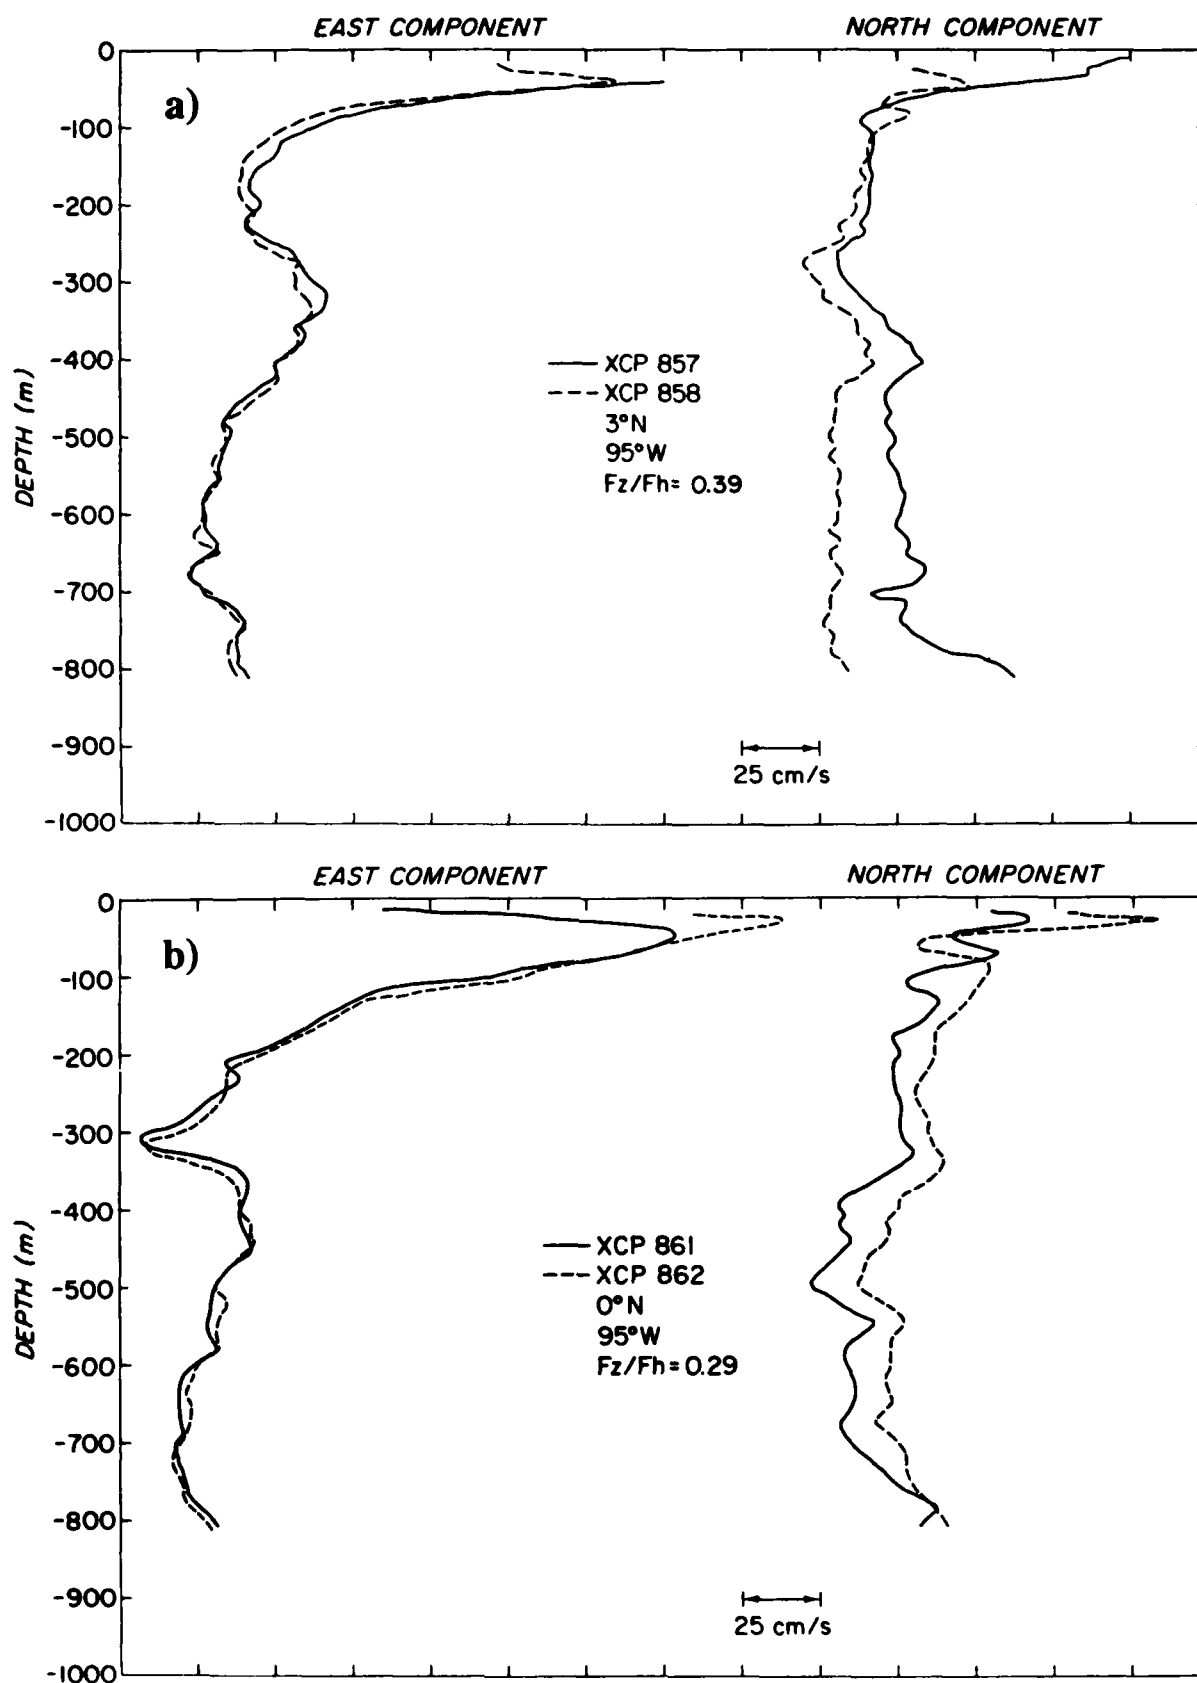 EAST COMPONENT
NORTH COMPONENT
a)
0
-100
-200
-300
-400
-500
-600
-700
-800
-900
-1000
DEPTH (m)
XCP 857
XCP 858
3°N
95°W
Fz/Fh= 0.39
25 cm/s
EAST COMPONENT
NORTH COMPONENT
b)
0
-100
-200
-300
-400
-500
-600
-700
-800
-900
-1000
DEPTH (m)
XCP 861
XCP 862
0°N
95°W
Fz/Fh=0.29
25 cm/s